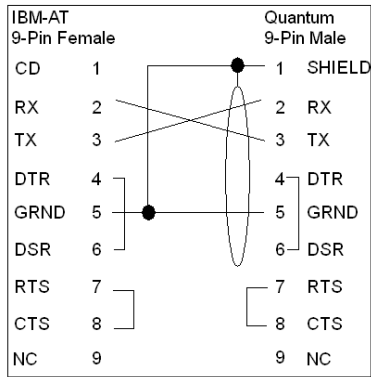 IBM-AT Quantum
9-Pin Female 9-Pin Male
CD 1 1 SHIELD
RX 2 2 RX
TX 3 3 TX
DTR 4 4 DTR
GRND 5 5 GRND
DSR 6 6 DSR
RTS 7 7 RTS
CTS 8 8 CTS
NC 9 9 NC